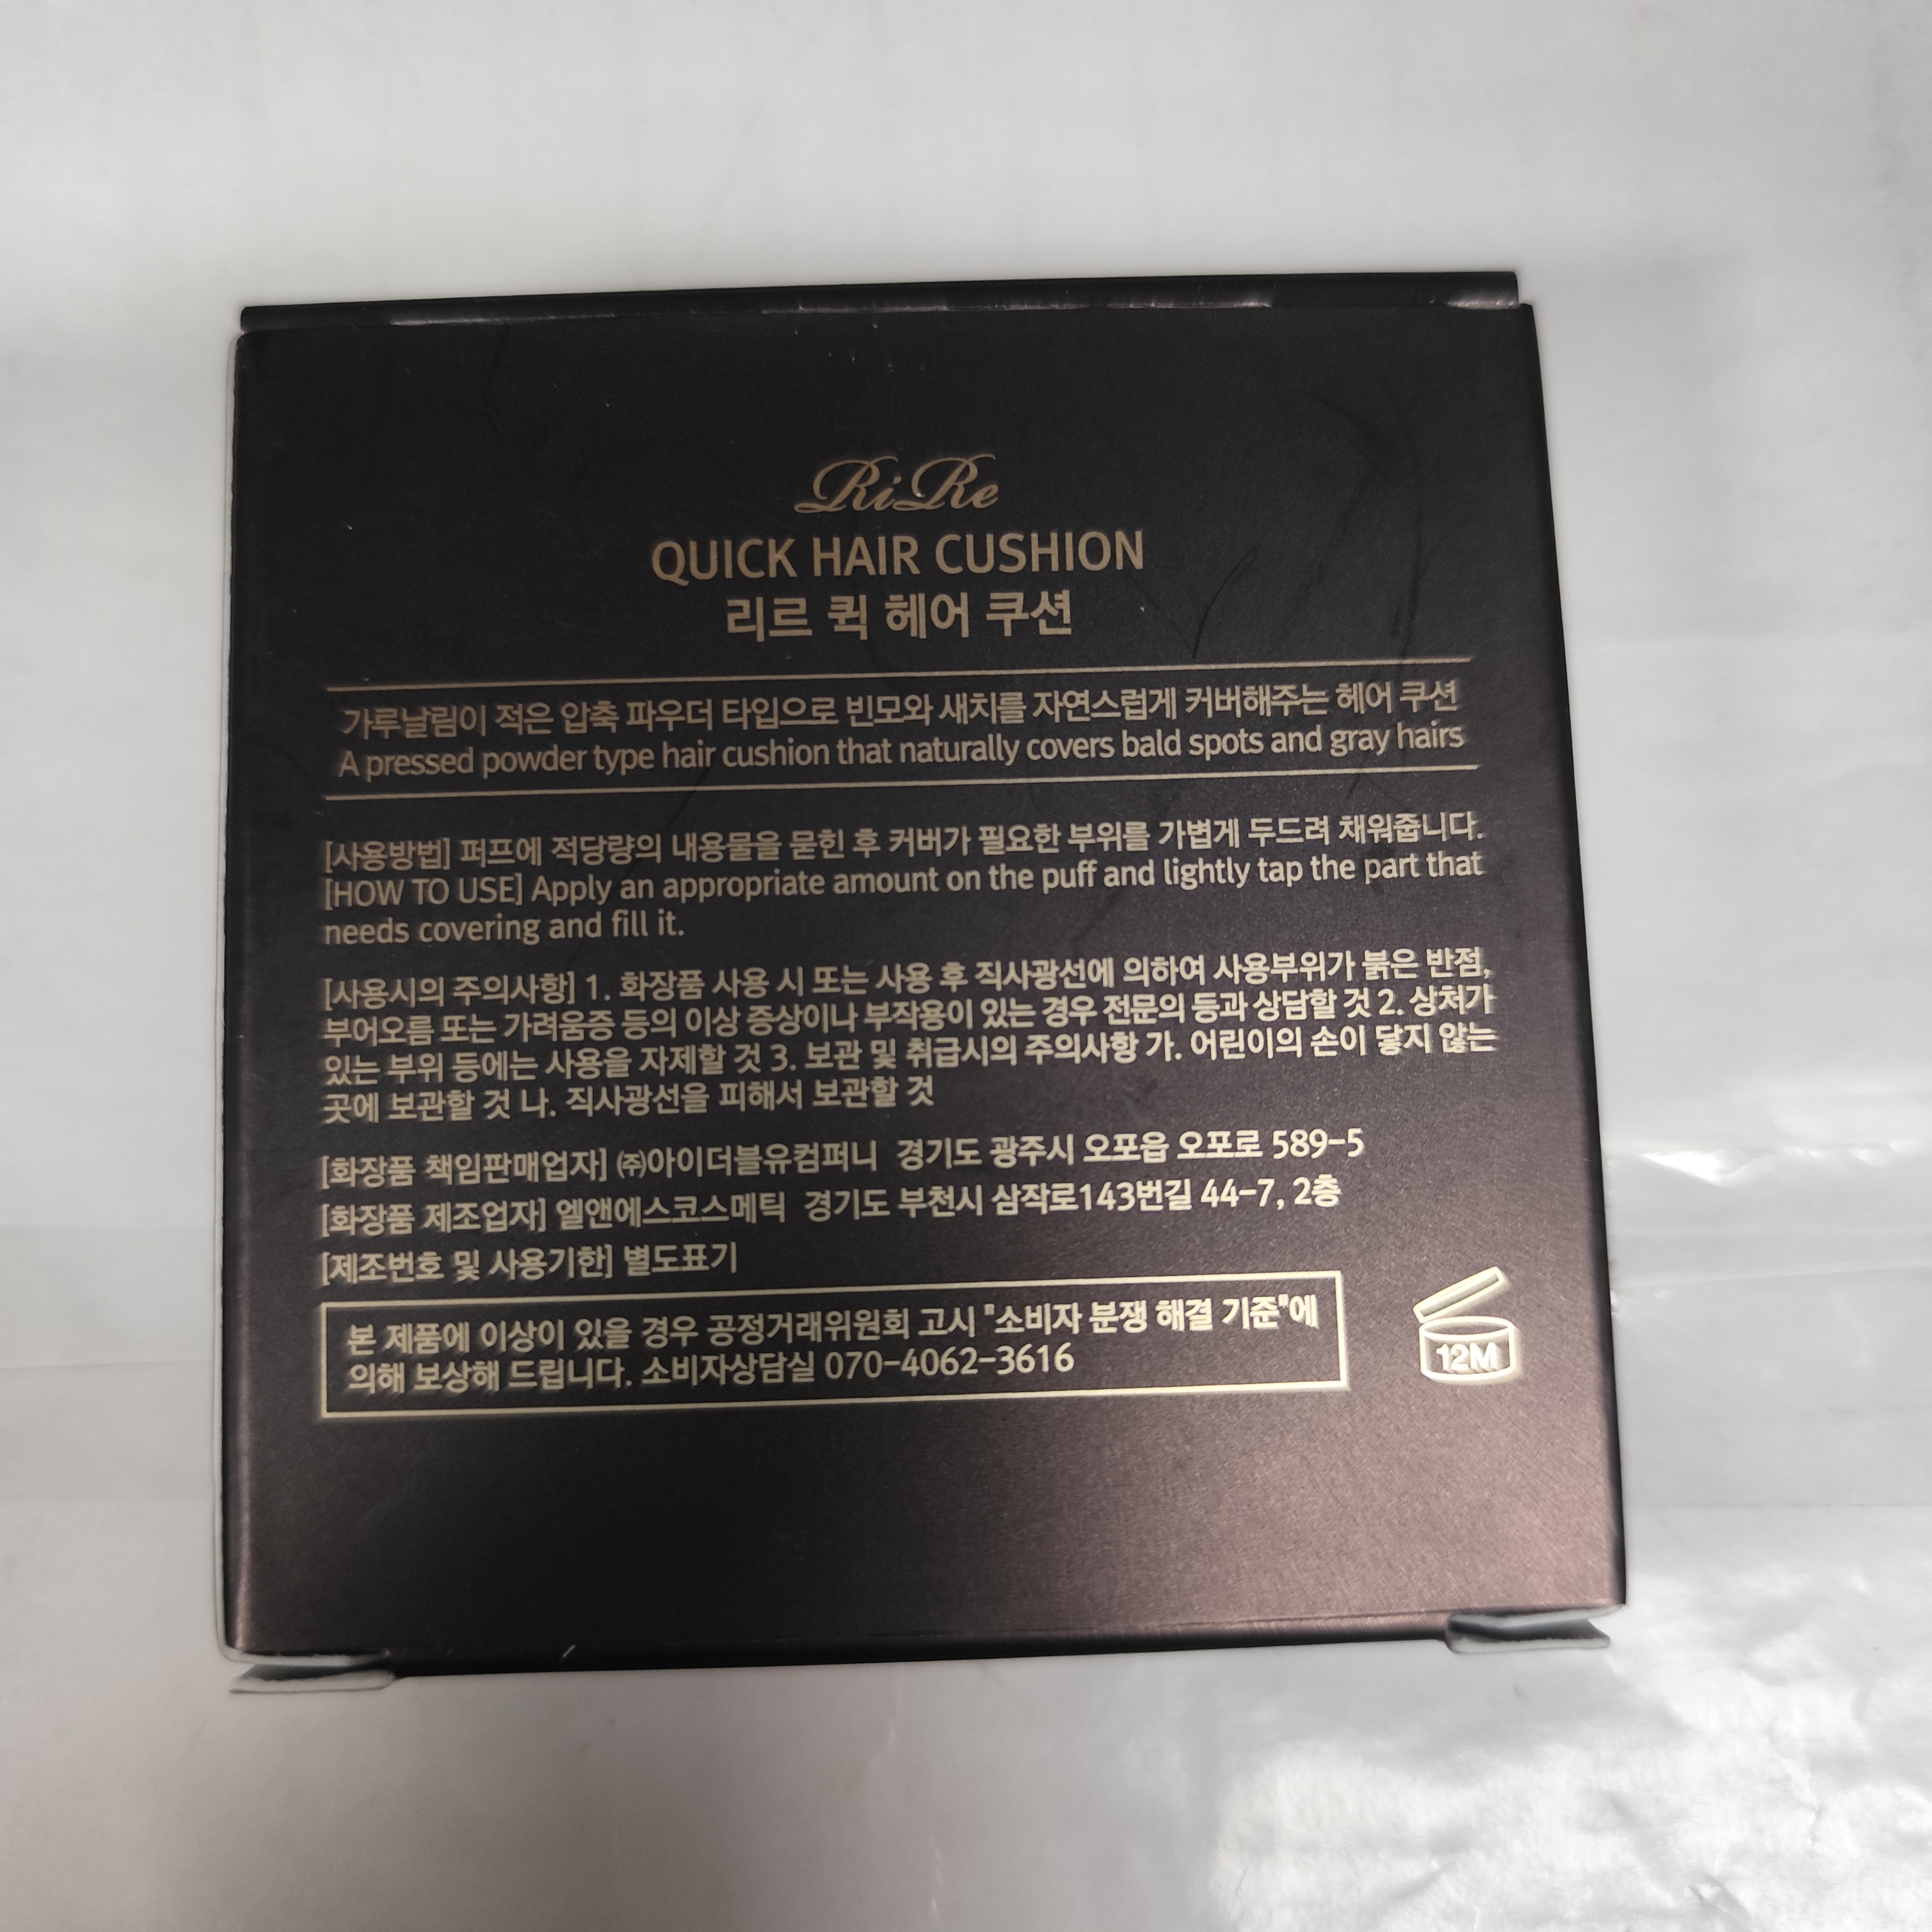 RiRe
QUICK HAIR CUSHION
리르 퀵 헤어 쿠션
가루날림이 적은 압축 파우더 타입으로 빈모와 새치를 자연스럽게 커버해주는 헤어 쿠션
A pressed powder type hair cushion that naturally covers bald spots and gray hairs
[사용방법] 퍼프에 적당량의 내용물을 묻힌 후 커버가 필요한 부위를 가볍게 두드려 채워줍니다.
[HOW TO USE] Apply an appropriate amount on the puff and lightly tap the part that
needs covering and fill it.
[사용시의 주의사항] 1. 화장품 사용 시 또는 사용 후 직사광선에 의하여 사용부위가 붉은 반점,
부어오름 또는 가려움증 등의 이상 증상이나 부작용이 있는 경우 전문의 등과 상담할 것 2. 상처가
있는 부위 등에는 사용을 자제할 것 3. 보관 및 취급시의 주의사항 가. 어린이의 손이 닿지 않는
곳에 보관할 것 나. 직사광선을 피해서 보관할 것
[화장품 책임판매업자] ㈜아이더블유컴퍼니 경기도 광주시 오포읍 오포로 589-5
[화장품 제조업자] 엘앤에스코스메틱 경기도 부천시 삼작로143번길 44-7, 2층
[제조번호 및 사용기한] 별도표기
본 제품에 이상이 있을 경우 공정거래위원회 고시 "소비자 분쟁 해결 기준"에
의해 보상해 드립니다. 소비자상담실 070-4062-3616
12M